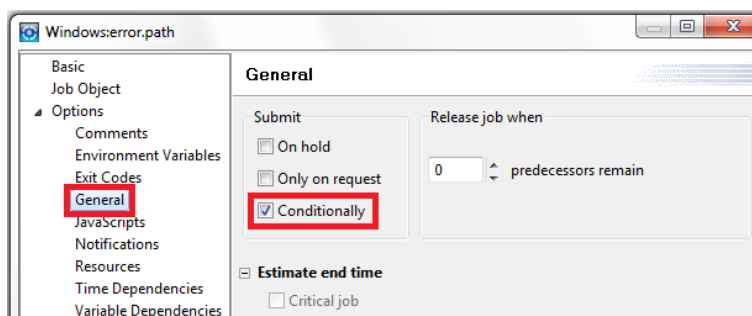 Windows:error.path
Basic
Job Object
Options
Comments
Environment Variables
Exit Codes
General
JavaScripts
Notifications
Resources
Time Dependencies
Variable Dependencies
General
Submit
On hold
Only on request
Conditionally
Release job when
0 predecessors remain
Estimate end time
Critical job